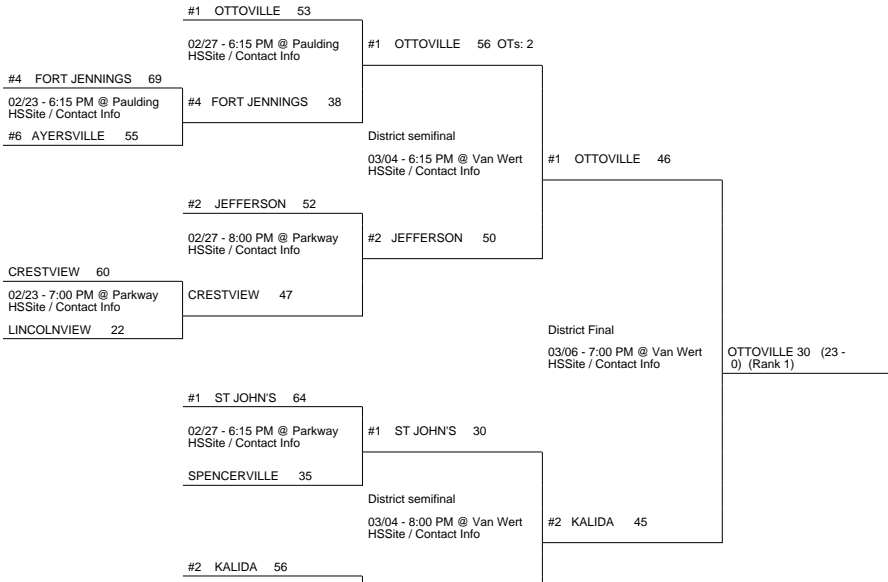 #1 OTTOVILLE 53
02/27 - 6:15 PM @ Paulding
HSSite / Contact Info
#1 OTTOVILLE 56 OTs: 2
#4 FORT JENNINGS 69
02/23 - 6:15 PM @ Paulding
HSSite / Contact Info
#4 FORT JENNINGS 38
#6 AYERSVILLE 55
District semifinal
03/04 - 6:15 PM @ Van Wert
HSSite / Contact Info
#1 OTTOVILLE 46
#2 JEFFERSON 52
02/27 - 8:00 PM @ Parkway
HSSite / Contact Info
#2 JEFFERSON 50
CRESTVIEW 60
02/23 - 7:00 PM @ Parkway
HSSite / Contact Info
CRESTVIEW 47
LINCOLNVIEW 22
District Final
03/06 - 7:00 PM @ Van Wert
HSSite / Contact Info
OTTOVILLE 30 (23 -
0) (Rank 1)
#1 ST JOHN'S 64
02/27 - 6:15 PM @ Parkway
HSSite / Contact Info
#1 ST JOHN'S 30
SPENCERVILLE 35
District semifinal
03/04 - 8:00 PM @ Van Wert
HSSite / Contact Info
#2 KALIDA 45
#2 KALIDA 56